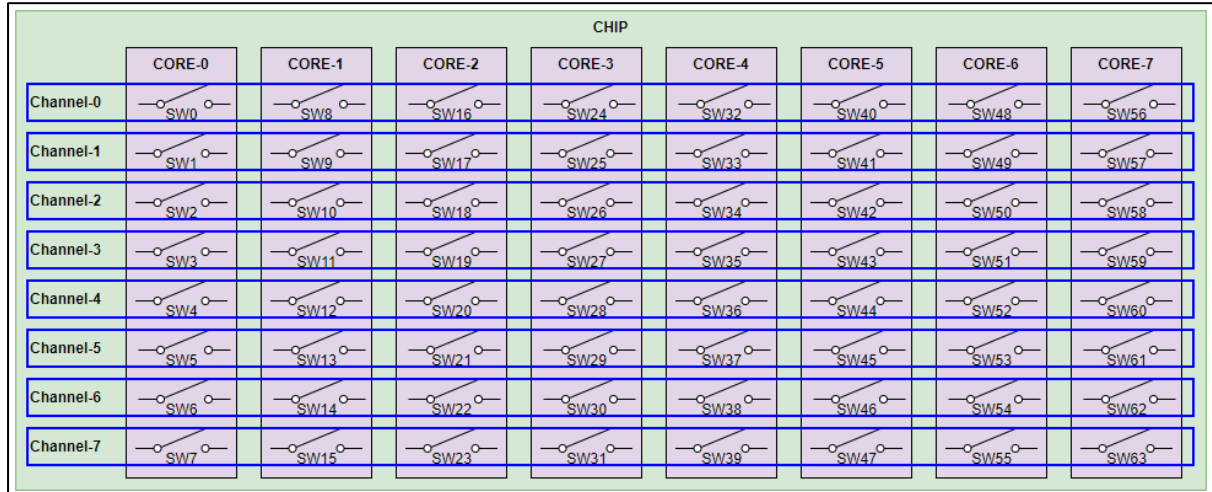 CHIP
CORE-0 CORE-1 CORE-2 CORE-3 CORE-4 CORE-5 CORE-6 CORE-7
Channel-0 SW0 SW8 SW16 SW24 SW32 SW40 SW48 SW56
Channel-1 SW1 SW9 SW17 SW25 SW33 SW41 SW49 SW57
Channel-2 SW2 SW10 SW18 SW26 SW34 SW42 SW50 SW58
Channel-3 SW3 SW11 SW19 SW27 SW35 SW43 SW51 SW59
Channel-4 SW4 SW12 SW20 SW28 SW36 SW44 SW52 SW60
Channel-5 SW5 SW13 SW21 SW29 SW37 SW45 SW53 SW61
Channel-6 SW6 SW14 SW22 SW30 SW38 SW46 SW54 SW62
Channel-7 SW7 SW15 SW23 SW31 SW39 SW47 SW55 SW63